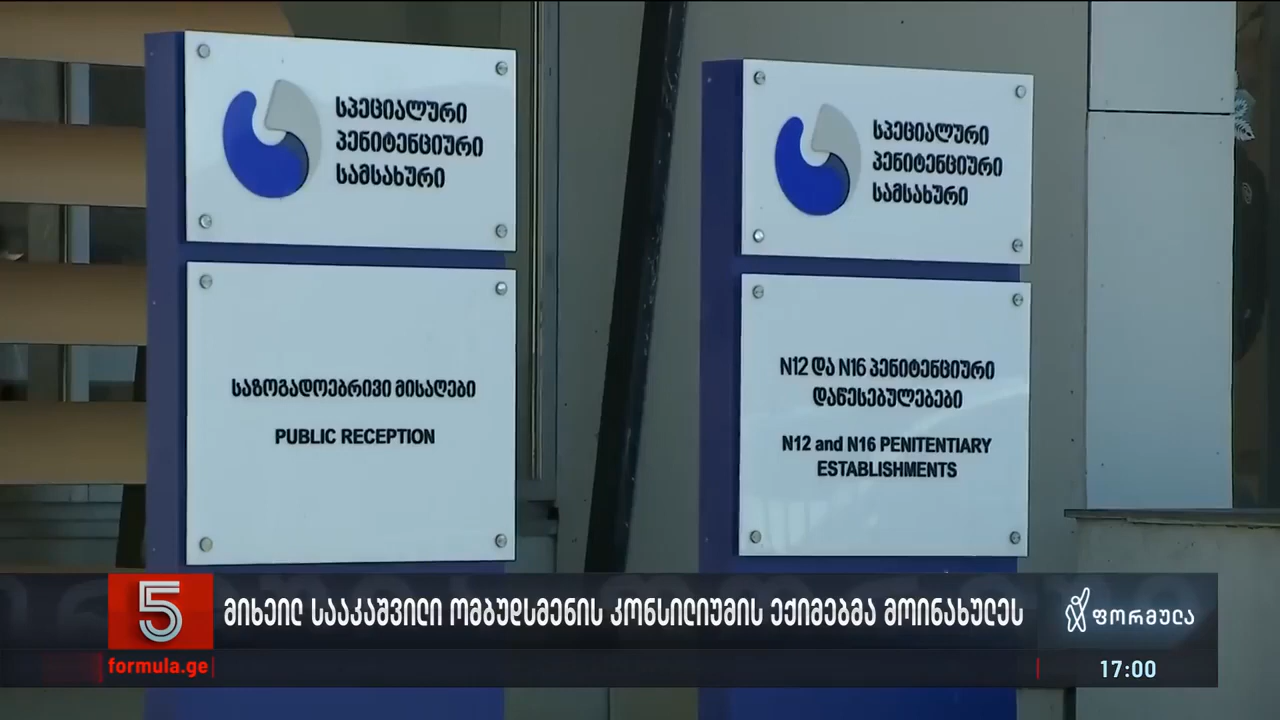 სპეციალური
პენიტენციური
სამსახური
საზოგადოებრივი მისაღები
PUBLIC RECEPTION
სპეციალური
პენიტენციური
სამსახური
N12 და N16 პენიტენციური
დაწესებულებები
N12 and N16 PENITENTIARY
ESTABLISHMENTS
5
მიხეილ სააკაშვილი ომბუდსმენის კონსილიუმის ექიმებმა მოინახულეს
ფორმულა
formula.ge
17:00